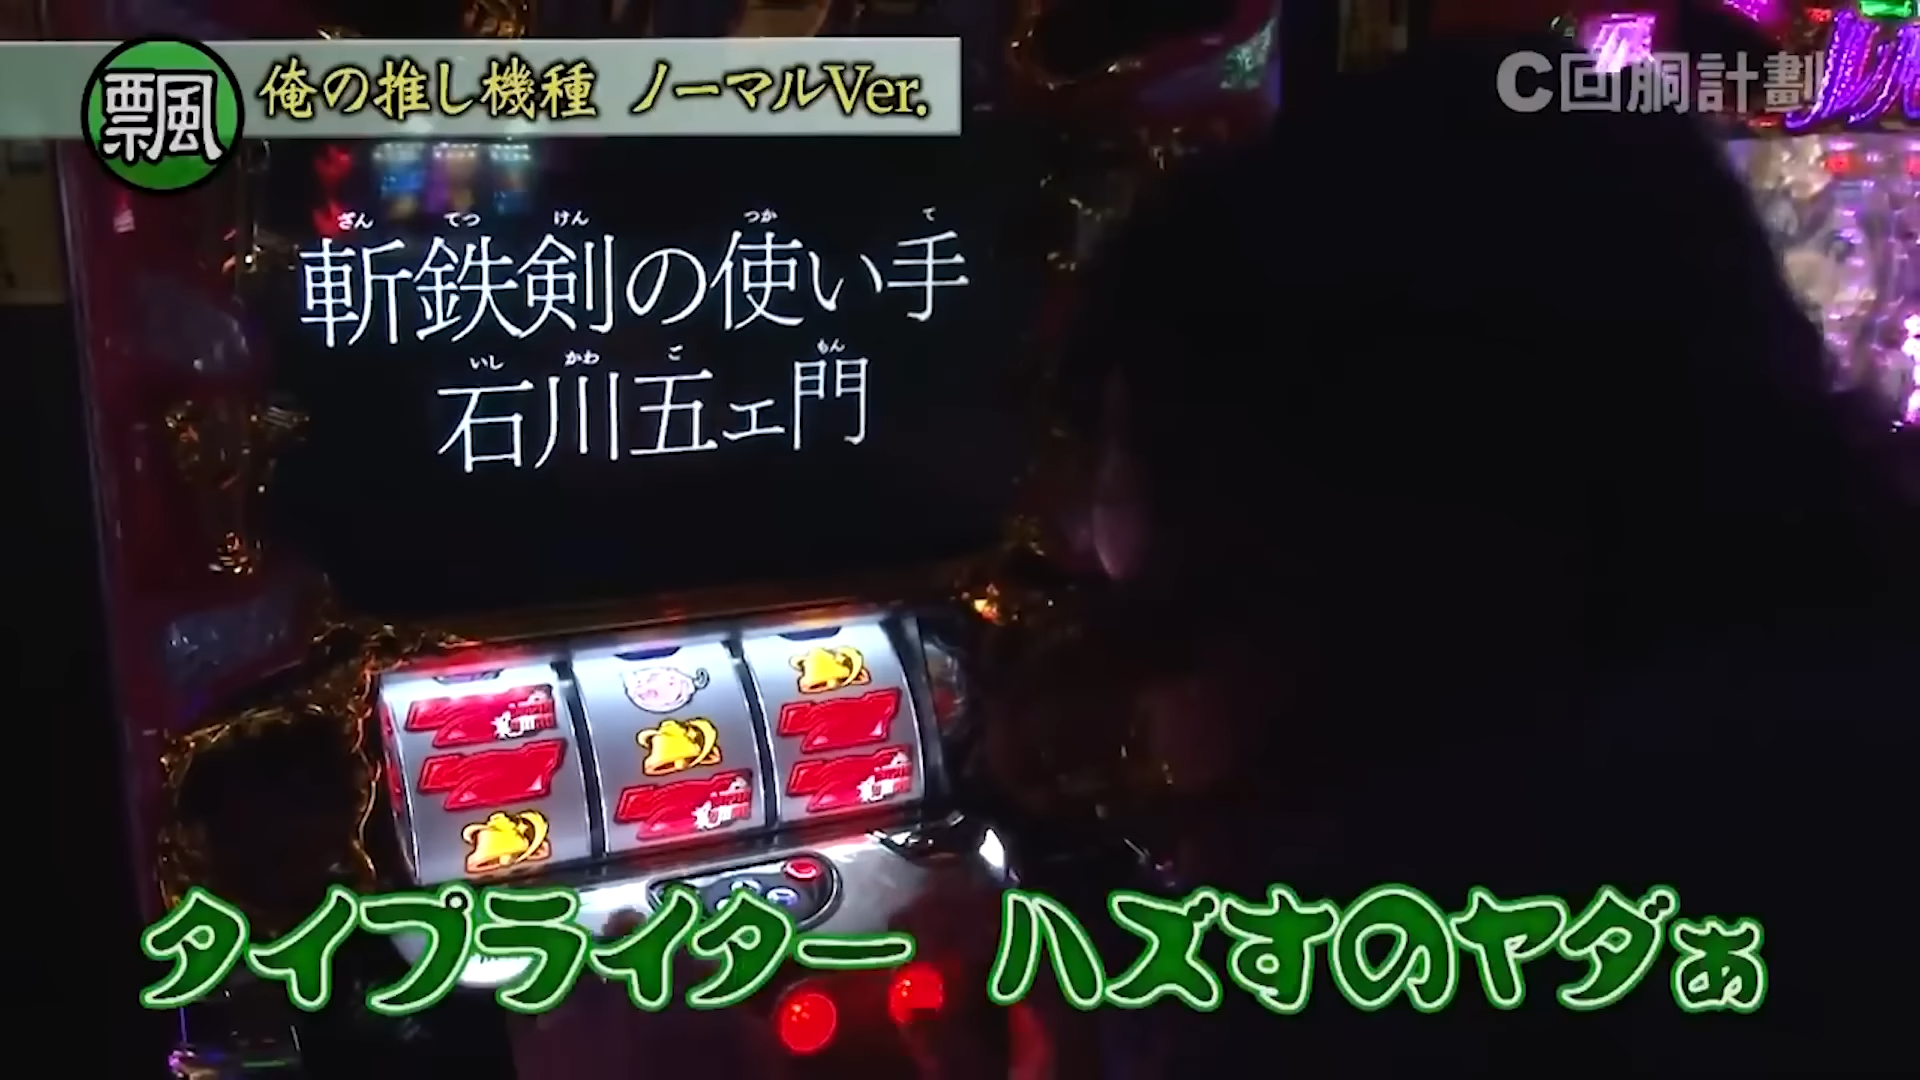 飄
俺の推し機種 ノーマルVer.
C回胴計劃
ざん てつ けん つか て
斬鉄剣の使い手
いし かわ ご もん
石川五ェ門
タイプライター ハズすのヤダぁ